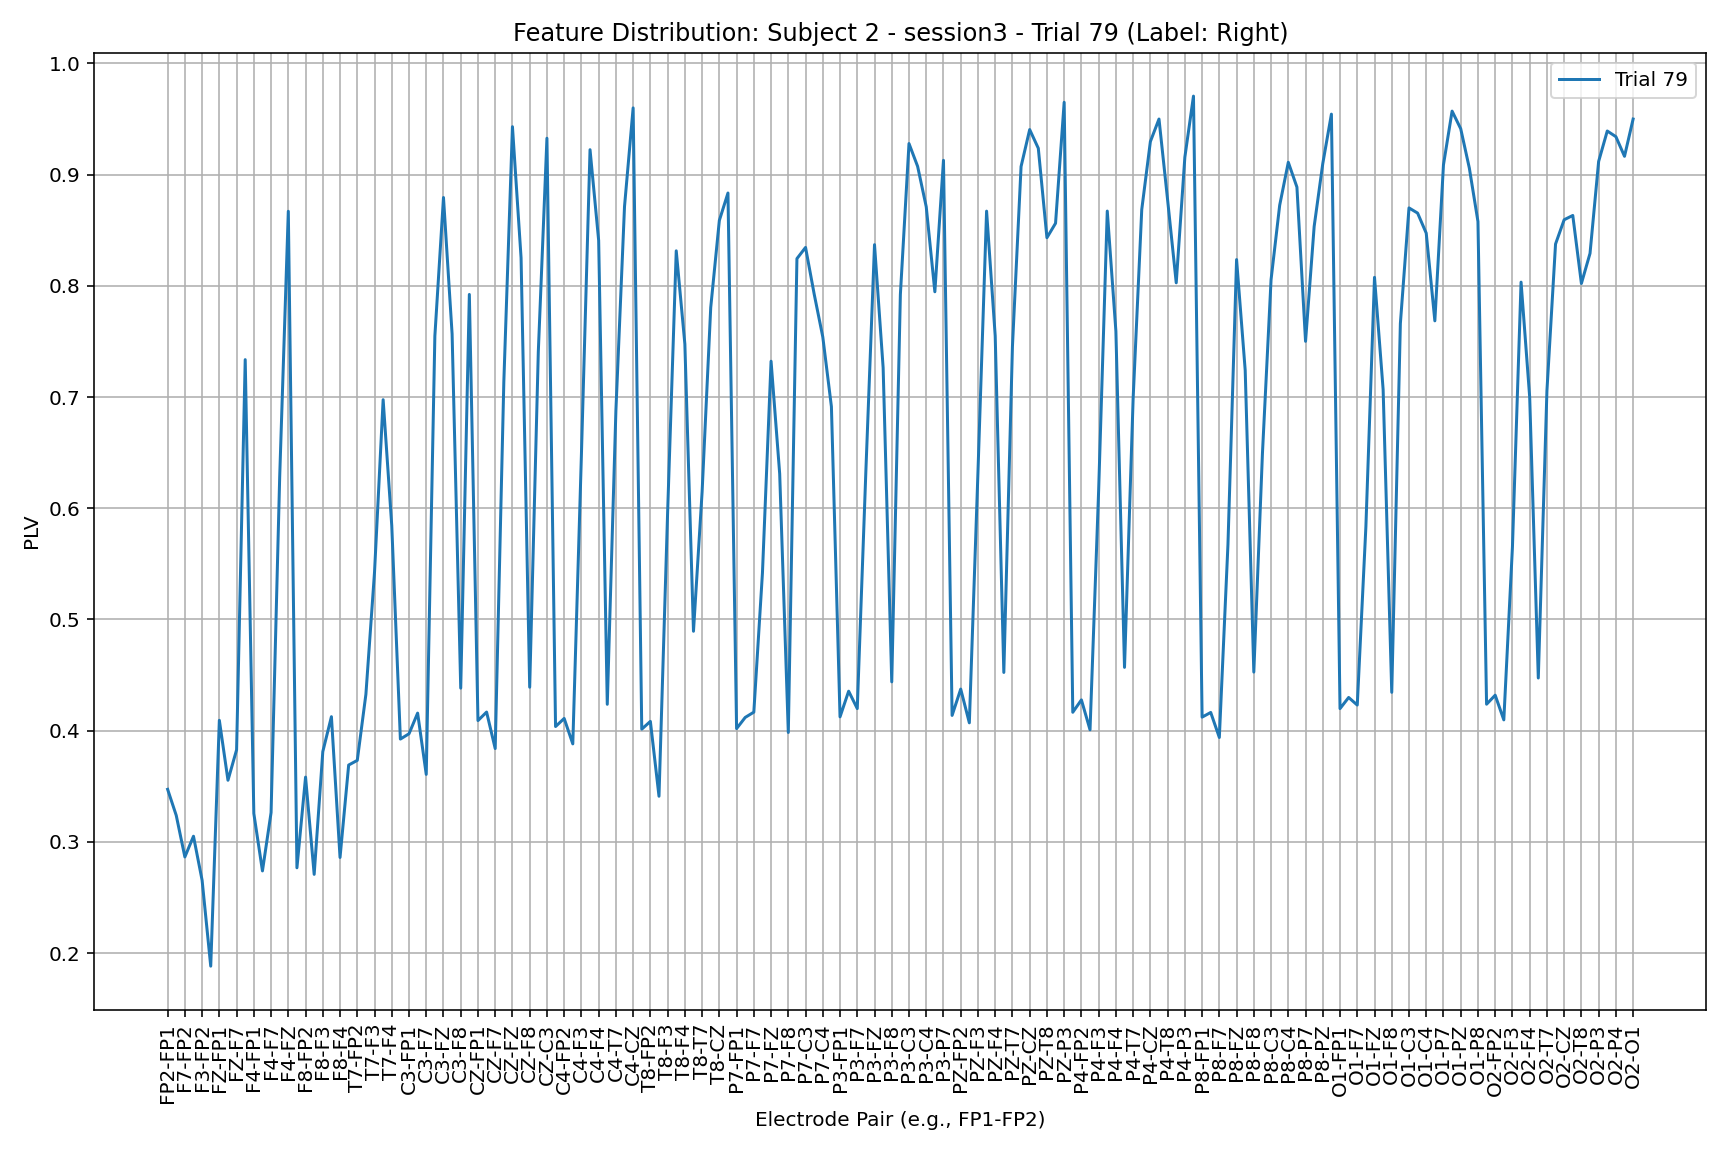 Feature Distribution: Subject 2 - session3 - Trial 79 (Label: Right)
Trial 79
1.0
0.9
0.8
0.7
0.6
0.5
0.4
0.3
0.2
PLV
FP2-FP1
F7-FP2
F3-FP2
FZ-FP1
FZ-F7
F4-FP1
F4-F7
F4-FZ
F8-FP2
F8-F3
F8-F4
T7-FP2
T7-F3
T7-F4
C3-FP1
C3-F7
C3-FZ
C3-F8
CZ-FP1
CZ-F7
CZ-FZ
CZ-F8
CZ-C3
C4-FP2
C4-F3
C4-F4
C4-T7
C4-CZ
T8-FP2
T8-F3
T8-F4
T8-T7
T8-CZ
P7-FP1
P7-F7
P7-FZ
P7-F8
P7-C3
P7-C4
P3-FP1
P3-F7
P3-FZ
P3-F8
P3-C3
P3-C4
P3-P7
PZ-FP2
PZ-F3
PZ-F4
PZ-T7
PZ-CZ
PZ-T8
PZ-P3
P4-FP2
P4-F3
P4-F4
P4-T7
P4-CZ
P4-T8
P4-P3
P8-FP1
P8-F7
P8-FZ
P8-F8
P8-C3
P8-C4
P8-P7
P8-PZ
O1-FP1
O1-F7
O1-FZ
O1-F8
O1-C3
O1-C4
O1-P7
O1-PZ
O1-P8
O2-FP2
O2-F3
O2-F4
O2-T7
O2-CZ
O2-T8
O2-P3
O2-P4
O2-O1
Electrode Pair (e.g., FP1-FP2)